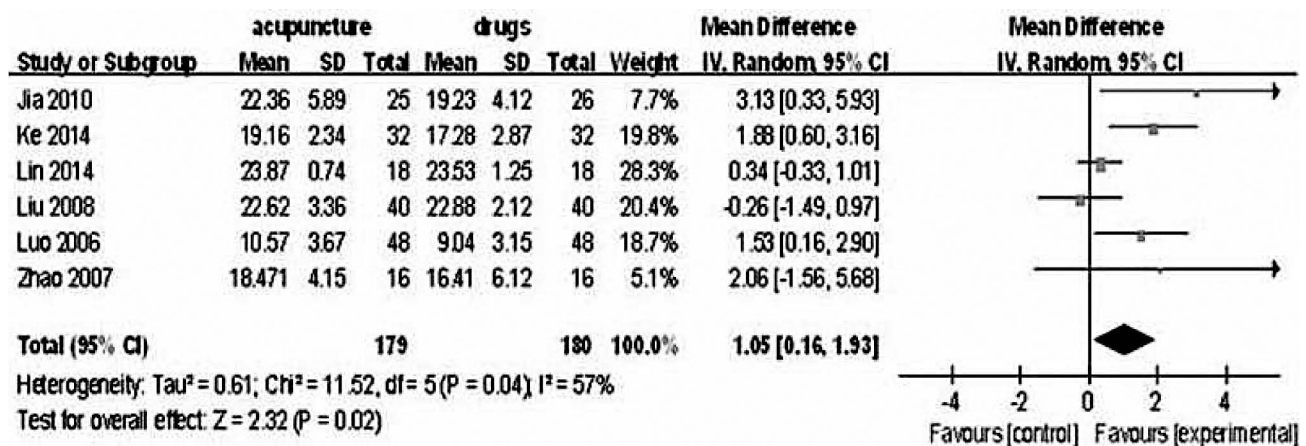 acupuncture drugs Mean Difference Mean Difference
Study or Subgroup Mean SD Total Mean SD Total Weight IV. Random, 95% CI IV. Random, 95% CI
Jia 2010 22.36 5.89 25 19.23 4.12 26 7.7% 3.13 [0.33, 5.93]
Ke 2014 19.16 2.34 32 17.28 2.87 32 19.8% 1.88 [0.60, 3.16]
Lin 2014 23.87 0.74 18 23.53 1.25 18 28.3% 0.34 [-0.33, 1.01]
Liu 2008 22.62 3.36 40 22.88 2.12 40 20.4% -0.26 [-1.49, 0.97]
Luo 2006 10.57 3.67 48 9.04 3.15 48 18.7% 1.53 [0.16, 2.90]
Zhao 2007 18.471 4.15 16 16.41 6.12 16 5.1% 2.06 [-1.56, 5.68]
Total (95% CI) 179 180 100.0% 1.05 [0.16, 1.93]
Heterogeneity: Tau² = 0.61; Chi² = 11.52, df = 5 (P = 0.04); I² = 57%
Test for overall effect: Z = 2.32 (P = 0.02)
-4 -2 0 2 4
Favours [control] Favours [experimental]